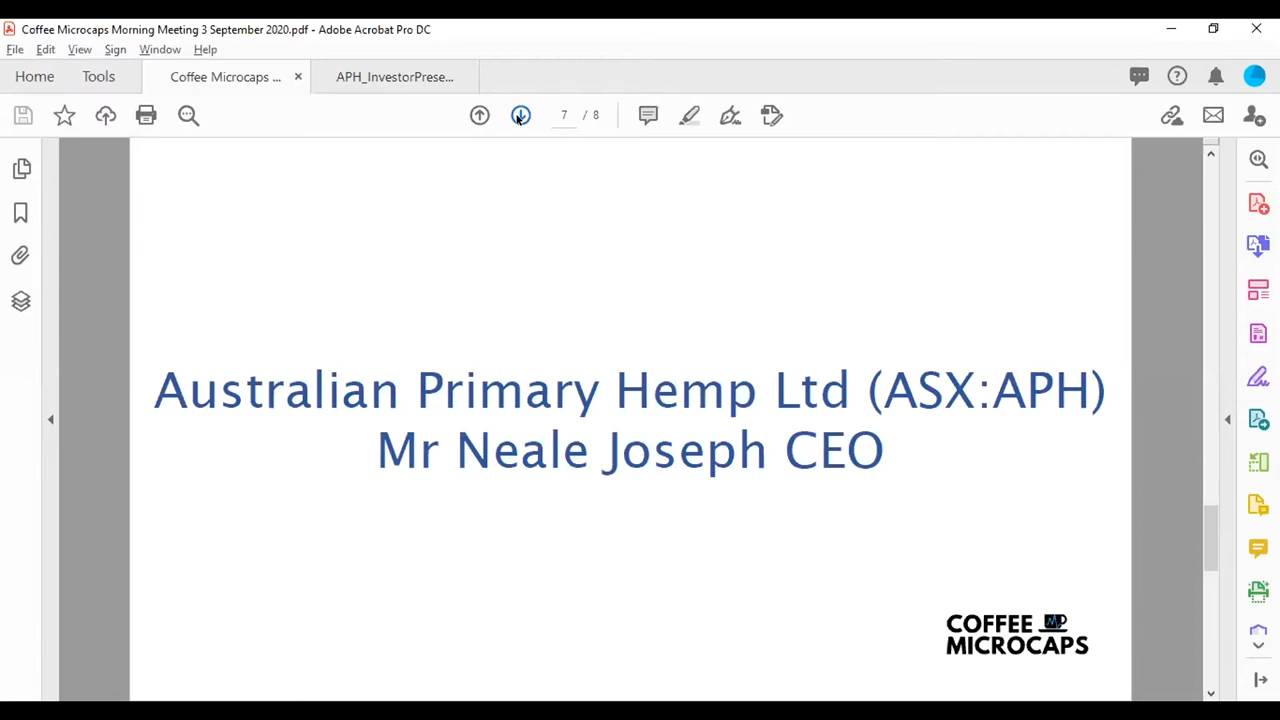 Coffee Microcaps Morning Meeting 3 September 2020.pdf - Adobe Acrobat Pro DC
File Edit View Sign Window Help
Home Tools Coffee Microcaps ... × APH_InvestorPrese...
7 / 8
Australian Primary Hemp Ltd (ASX:APH)
Mr Neale Joseph CEO
COFFEE
MICROCAPS